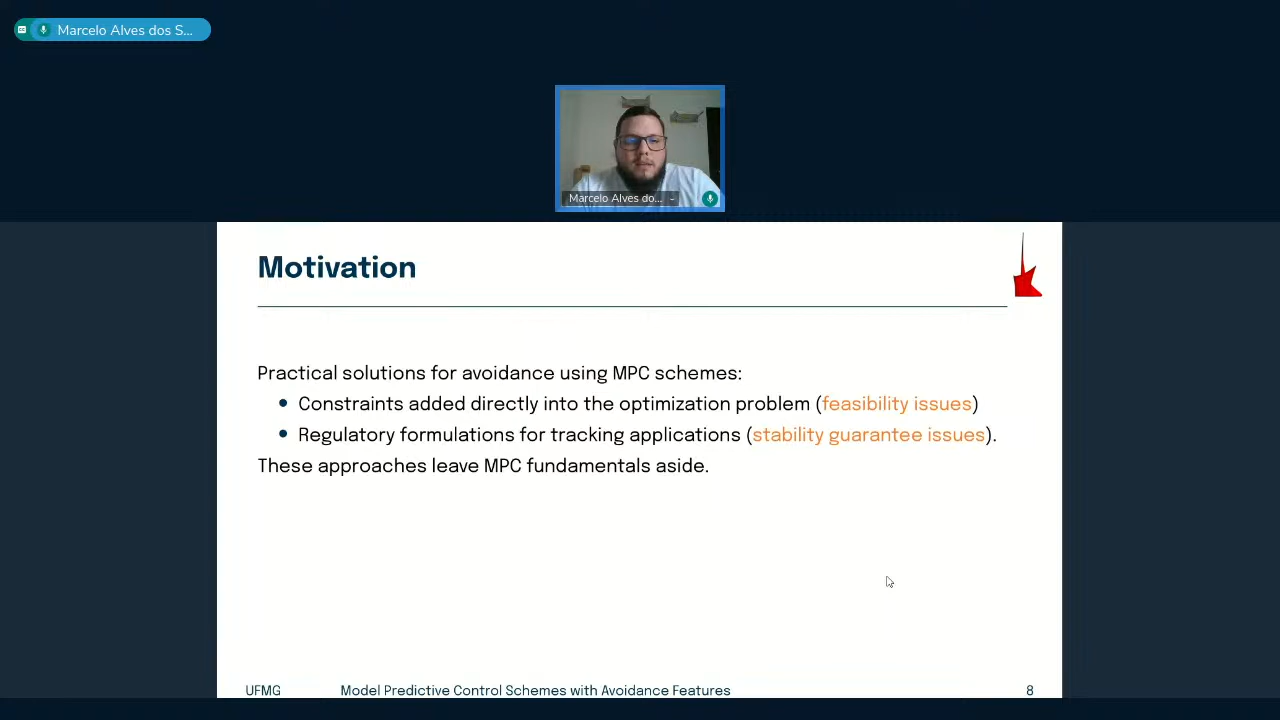 Marcelo Alves dos S...
Marcelo Alves do...
Motivation
Practical solutions for avoidance using MPC schemes:
• Constraints added directly into the optimization problem (feasibility issues)
• Regulatory formulations for tracking applications (stability guarantee issues).
These approaches leave MPC fundamentals aside.
UFMG Model Predictive Control Schemes with Avoidance Features 8